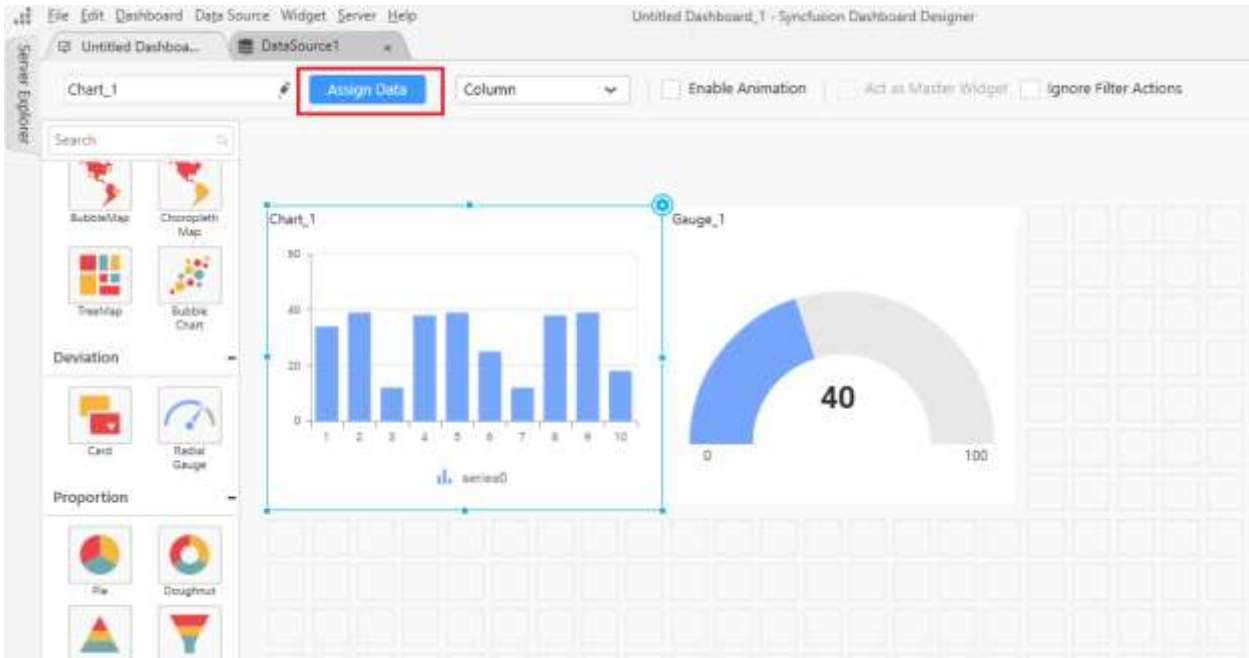 File Edit Dashboard Data Source Widget Server Help
Untitled Dashboard_1 - Syncfusion Dashboard Designer
Server Explorer
Untitled Dashboa...
DataSource1
Chart_1
Assign Data
Column
Enable Animation
Act as Master Widget
Ignore Filter Actions
Search
BubbleMap
Choropleth
Map
TreeMap
Bubble
Chart
Deviation
Card
Radial
Gauge
Proportion
Pie
Doughnut
Chart_1
60
40
20
0
1 2 3 4 5 6 7 8 9 10
series0
Gauge_1
40
0
100